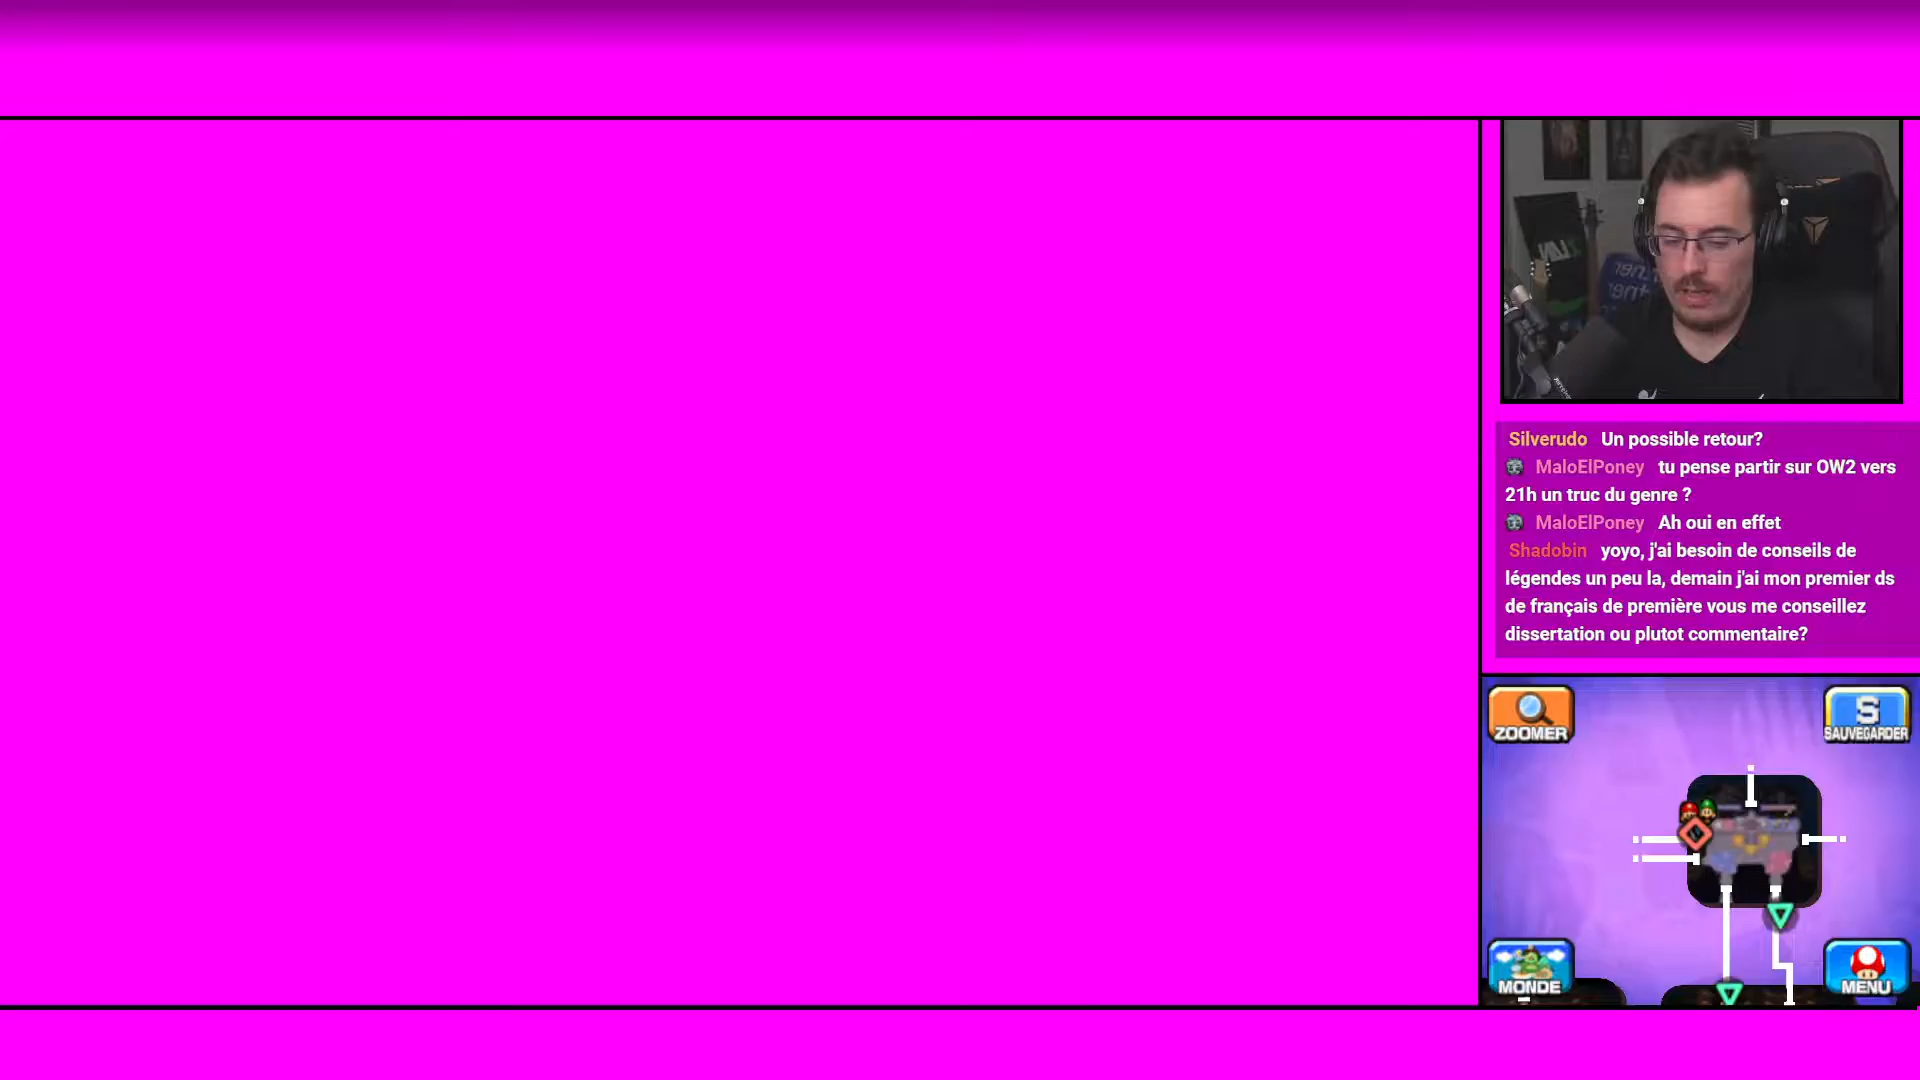 Silverudo Un possible retour?
MaloElPoney tu pense partir sur OW2 vers
21h un truc du genre ?
MaloElPoney Ah oui en effet
Shadobin yoyo, j'ai besoin de conseils de
légendes un peu la, demain j'ai mon premier ds
de français de première vous me conseillez
dissertation ou plutot commentaire?
ZOOMER
S
SAUVEGARDER
MONDE
MENU